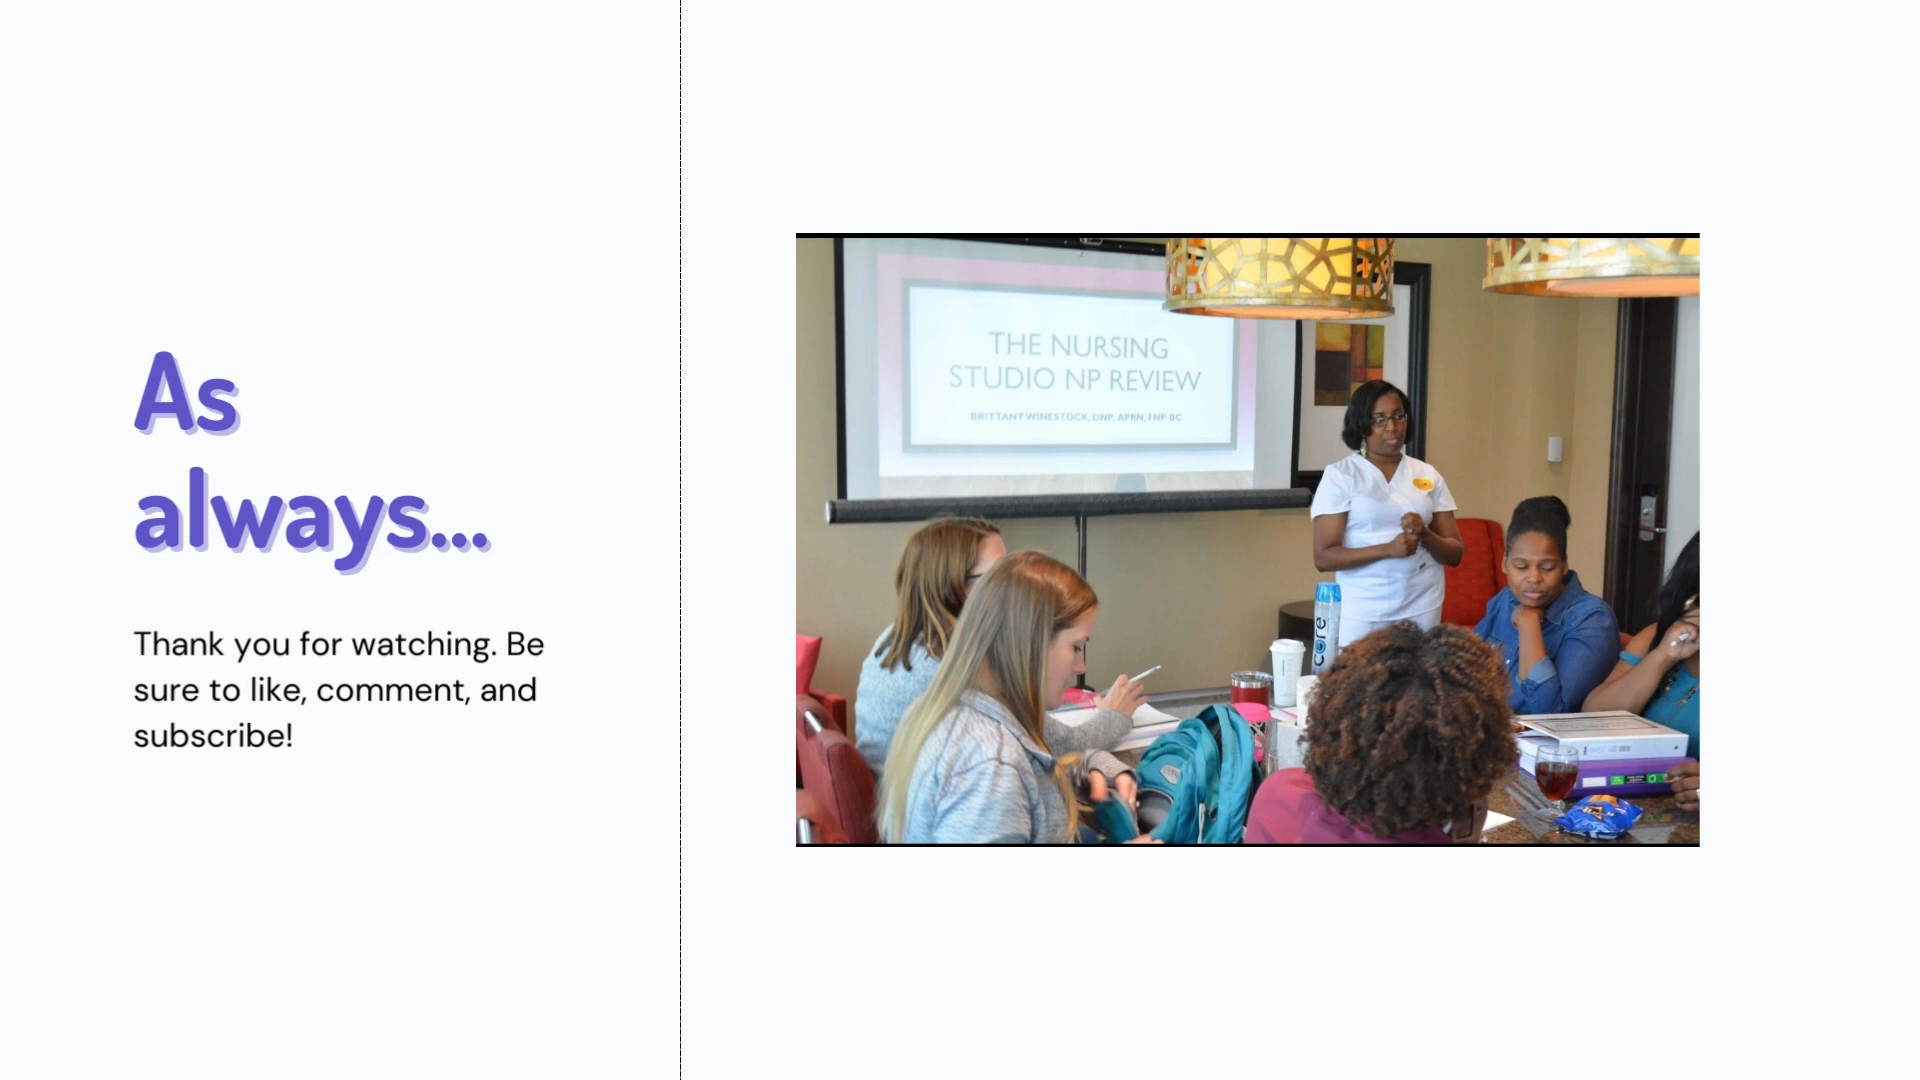 As
always...
Thank you for watching. Be
sure to like, comment, and
subscribe!
THE NURSING
STUDIO NP REVIEW
BRITTANY WINESTOCK, DNP, APRN, FNP-BC
core